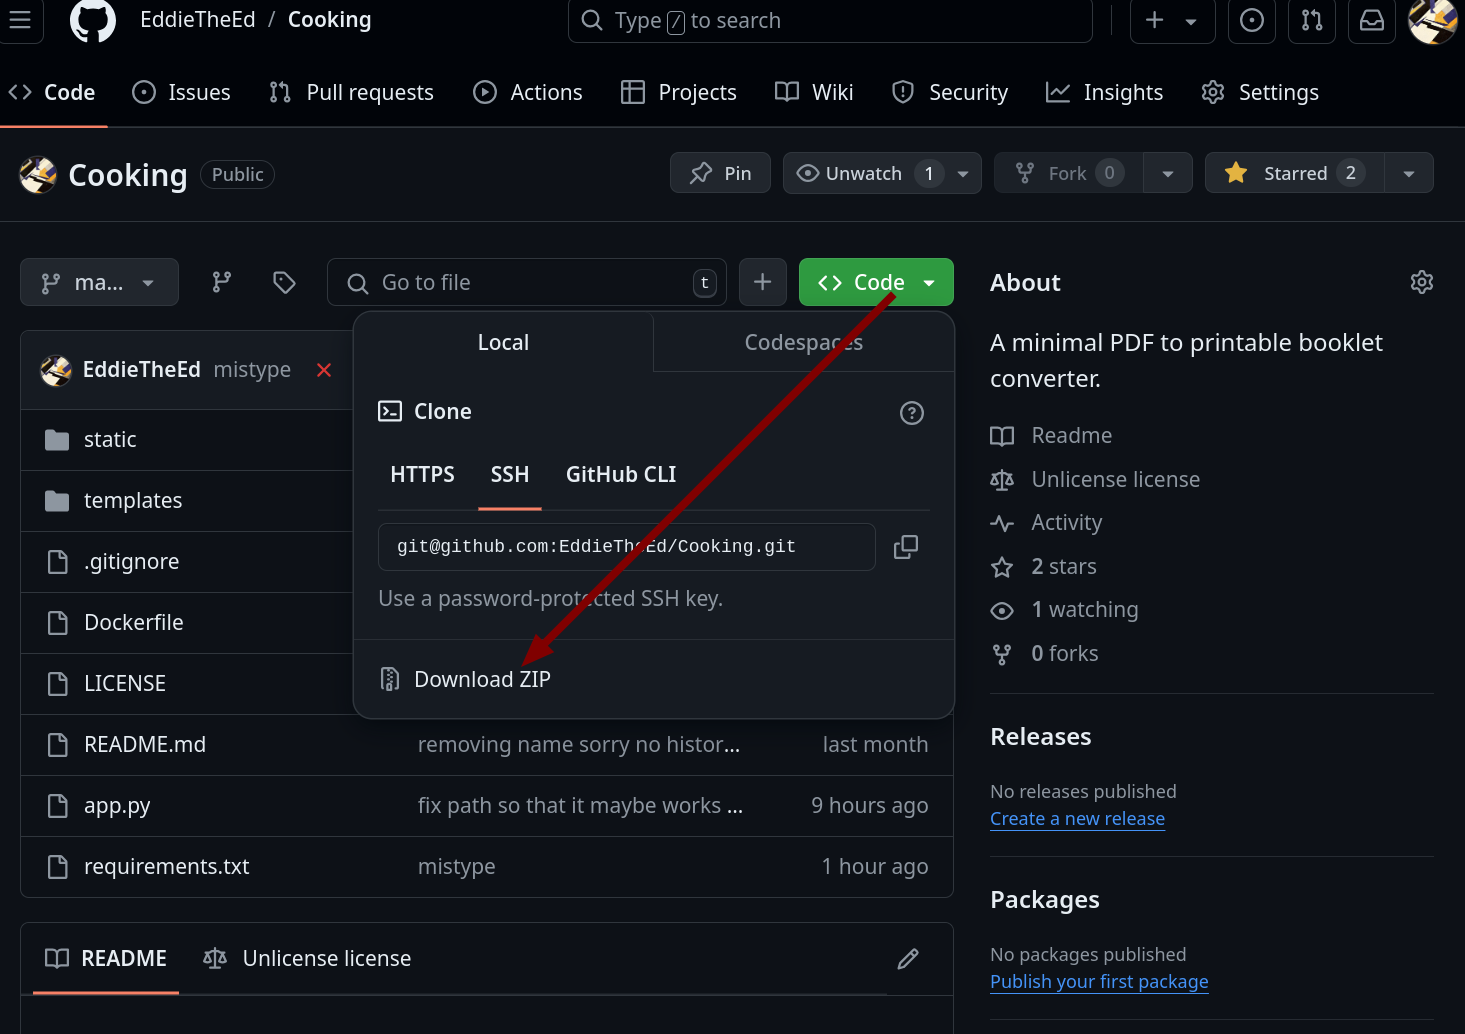 EddieTheEd / Cooking
Type / to search
Code Issues Pull requests Actions Projects Wiki Security Insights Settings
Cooking Public
Pin Unwatch 1 Fork 0 Starred 2
ma... Go to file t Code
Local Codespaces
Clone
HTTPS SSH GitHub CLI
git@github.com:EddieTheEd/Cooking.git
Use a password-protected SSH key.
Download ZIP
EddieTheEd mistype
static
templates
.gitignore
Dockerfile
LICENSE
README.md removing name sorry no histor... last month
app.py fix path so that it maybe works ... 9 hours ago
requirements.txt mistype 1 hour ago
README Unlicense license
About
A minimal PDF to printable booklet
converter.
Readme
Unlicense license
Activity
2 stars
1 watching
0 forks
Releases
No releases published
Create a new release
Packages
No packages published
Publish your first package